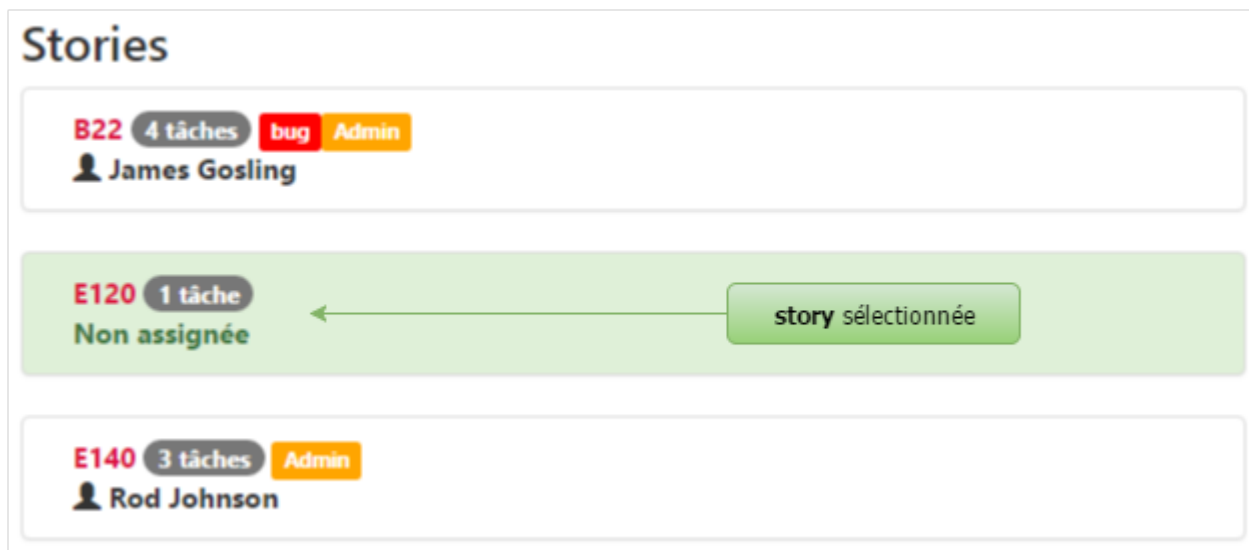 Stories
B22 4 tâches bug Admin
James Gosling
E120 1 tâche
Non assignée
story sélectionnée
E140 3 tâches Admin
Rod Johnson